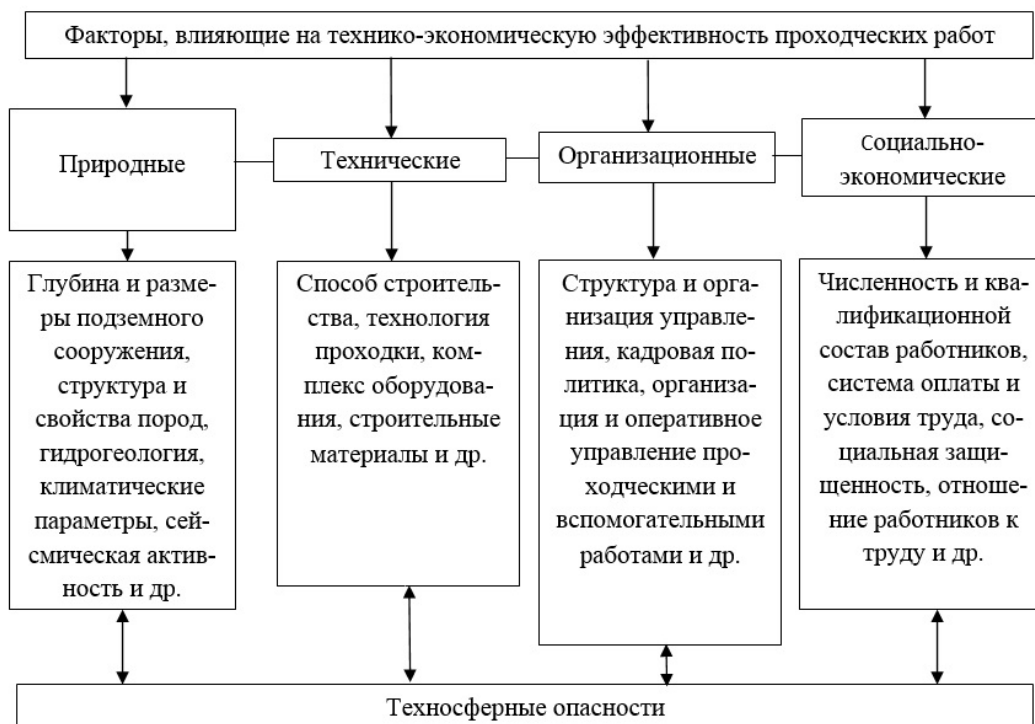 Факторы, влияющие на технико-экономическую эффективность проходческих работ
Природные
Технические
Организационные
Социально-
экономические
Глубина и разме-
ры подземного
сооружения,
структура и
свойства пород,
гидрогеология,
климатические
параметры, сей-
смическая актив-
ность и др.
Способ строитель-
ства, технология
проходки, ком-
плекс оборудова-
ния, строительные
материалы и др.
Структура и орга-
низация управле-
ния, кадровая по-
литика, организа-
ция и оперативное
управление про-
ходческими и
вспомогательными
работами и др.
Численность и ква-
лификационной
состав работников,
система оплаты и
условия труда, со-
циальная защи-
щенность, отноше-
ние работников к
труду и др.
Техносферные опасности